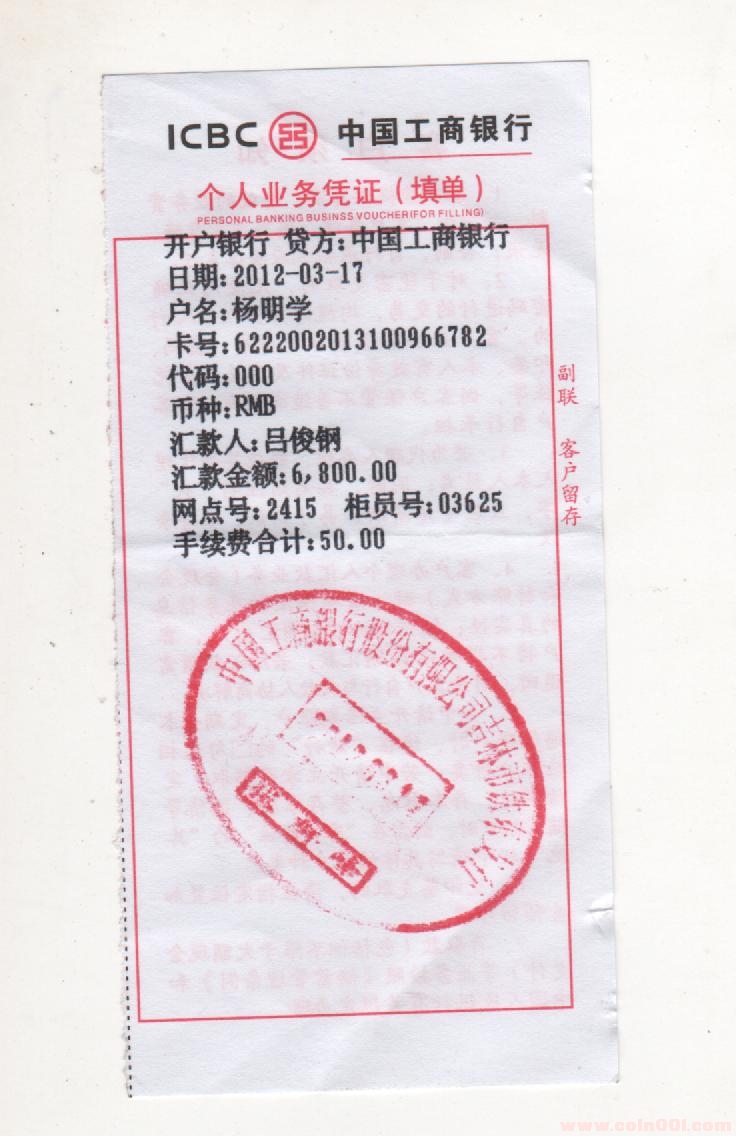 ICBC 中国工商银行
个人业务凭证（填单）
PERSONAL BANKING BUSINSS VOUCHER(FOR FILLING)
开户银行 贷方:中国工商银行
日期:2012-03-17
户名:杨明学
卡号:6222002013100966782
代码:000
币种:RMB
汇款人:吕俊钢
汇款金额:6,800.00
网点号:2415 柜员号:03625
手续费合计:50.00
副联 客户留存
中国工商銀行股份有限公司吉林市铁东支行
www.coin001.com